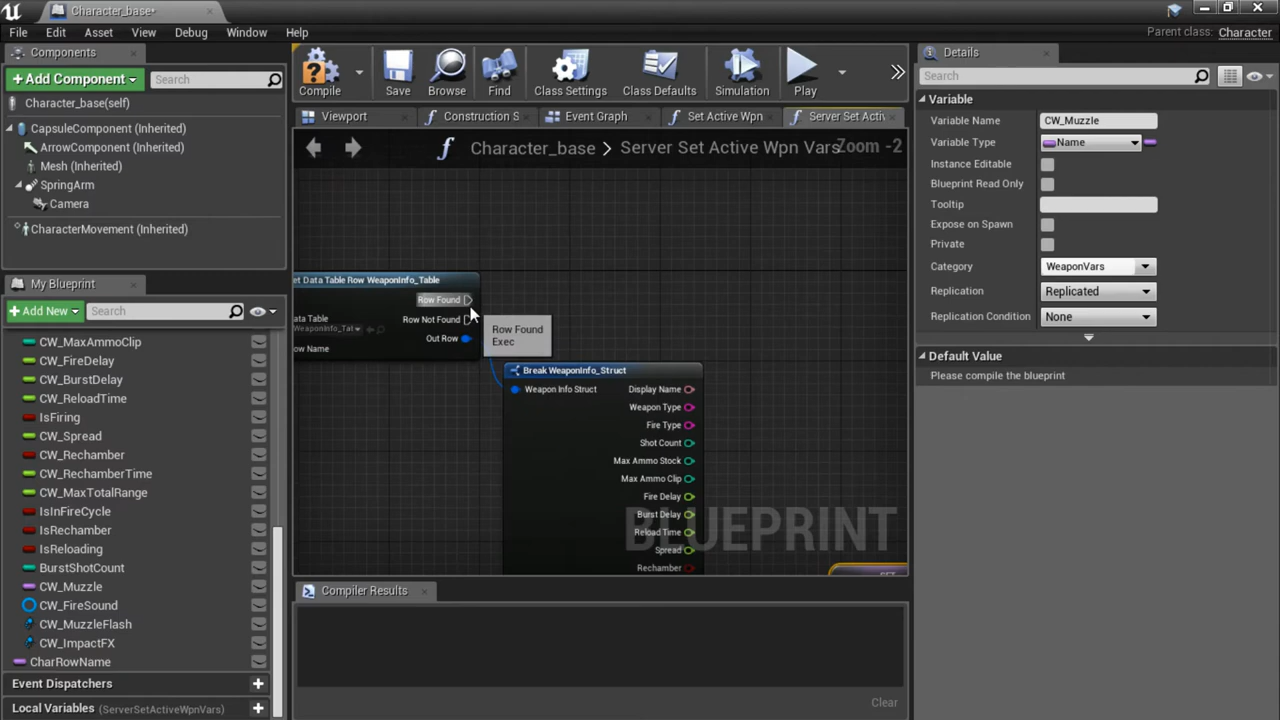 Character_base*
File Edit Asset View Debug Window Help
Parent class: Character
Components
+Add Component
Search
Character_base(self)
CapsuleComponent (Inherited)
ArrowComponent (Inherited)
Mesh (Inherited)
SpringArm
Camera
CharacterMovement (Inherited)
My Blueprint
+Add New
Search
CW_MaxAmmoClip
CW_FireDelay
CW_BurstDelay
CW_ReloadTime
IsFiring
CW_Spread
CW_Rechamber
CW_RechamberTime
CW_MaxTotalRange
IsInFireCycle
IsRechamber
IsReloading
BurstShotCount
CW_Muzzle
CW_FireSound
CW_MuzzleFlash
CW_ImpactFX
CharRowName
Event Dispatchers
Local Variables (ServerSetActiveWpnVars)
Compile Save Browse Find Class Settings Class Defaults Simulation Play
Viewport Construction S Event Graph Set Active Wpn Server Set Activ
Character_base > Server Set Active Wpn Vars
Zoom -2
et Data Table Row WeaponInfo_Table
Row Found
ata Table
Row Not Found
WeaponInfo_Tal
Out Row
ow Name
Row Found
Exec
Break WeaponInfo_Struct
Weapon Info Struct Display Name
Weapon Type
Fire Type
Shot Count
Max Ammo Stock
Max Ammo Clip
Fire Delay
Burst Delay
Reload Time
Spread
Rechamber
BLUEPRINT
SET
Compiler Results
Clear
Details
Search
Variable
Variable Name CW_Muzzle
Variable Type Name
Instance Editable
Blueprint Read Only
Tooltip
Expose on Spawn
Private
Category WeaponVars
Replication Replicated
Replication Condition None
Default Value
Please compile the blueprint